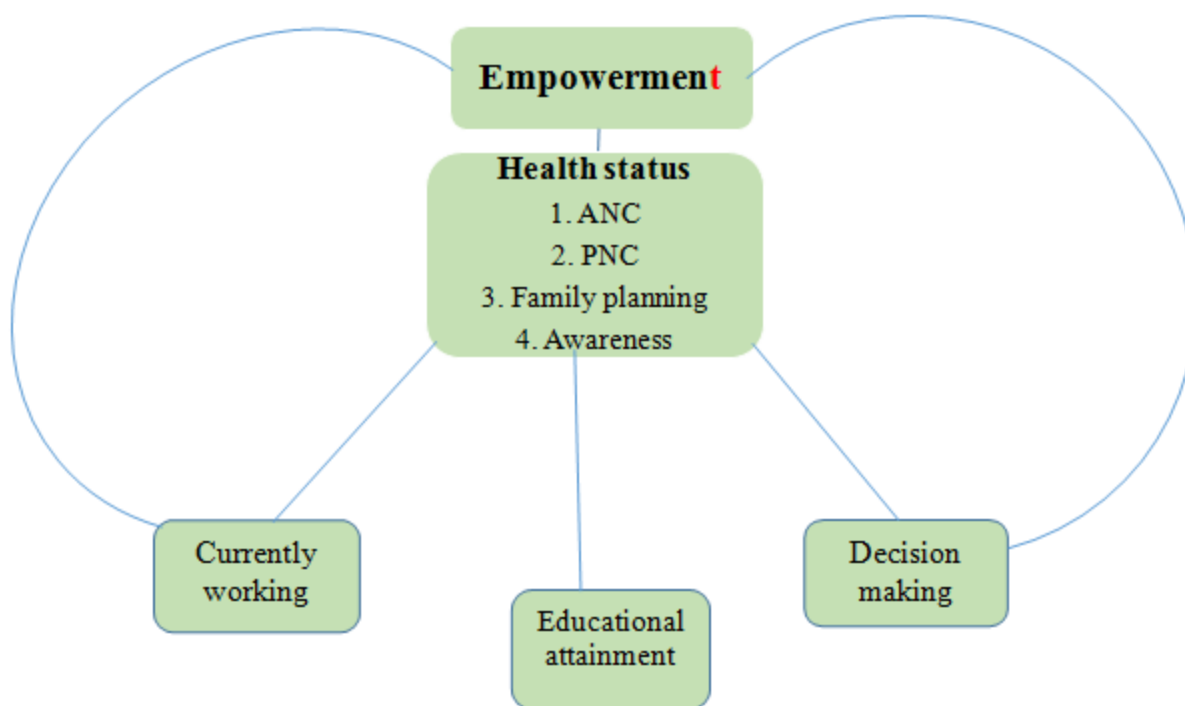 Empowerment
Health status
1. ANC
2. PNC
3. Family planning
4. Awareness
Currently
working
Educational
attainment
Decision
making